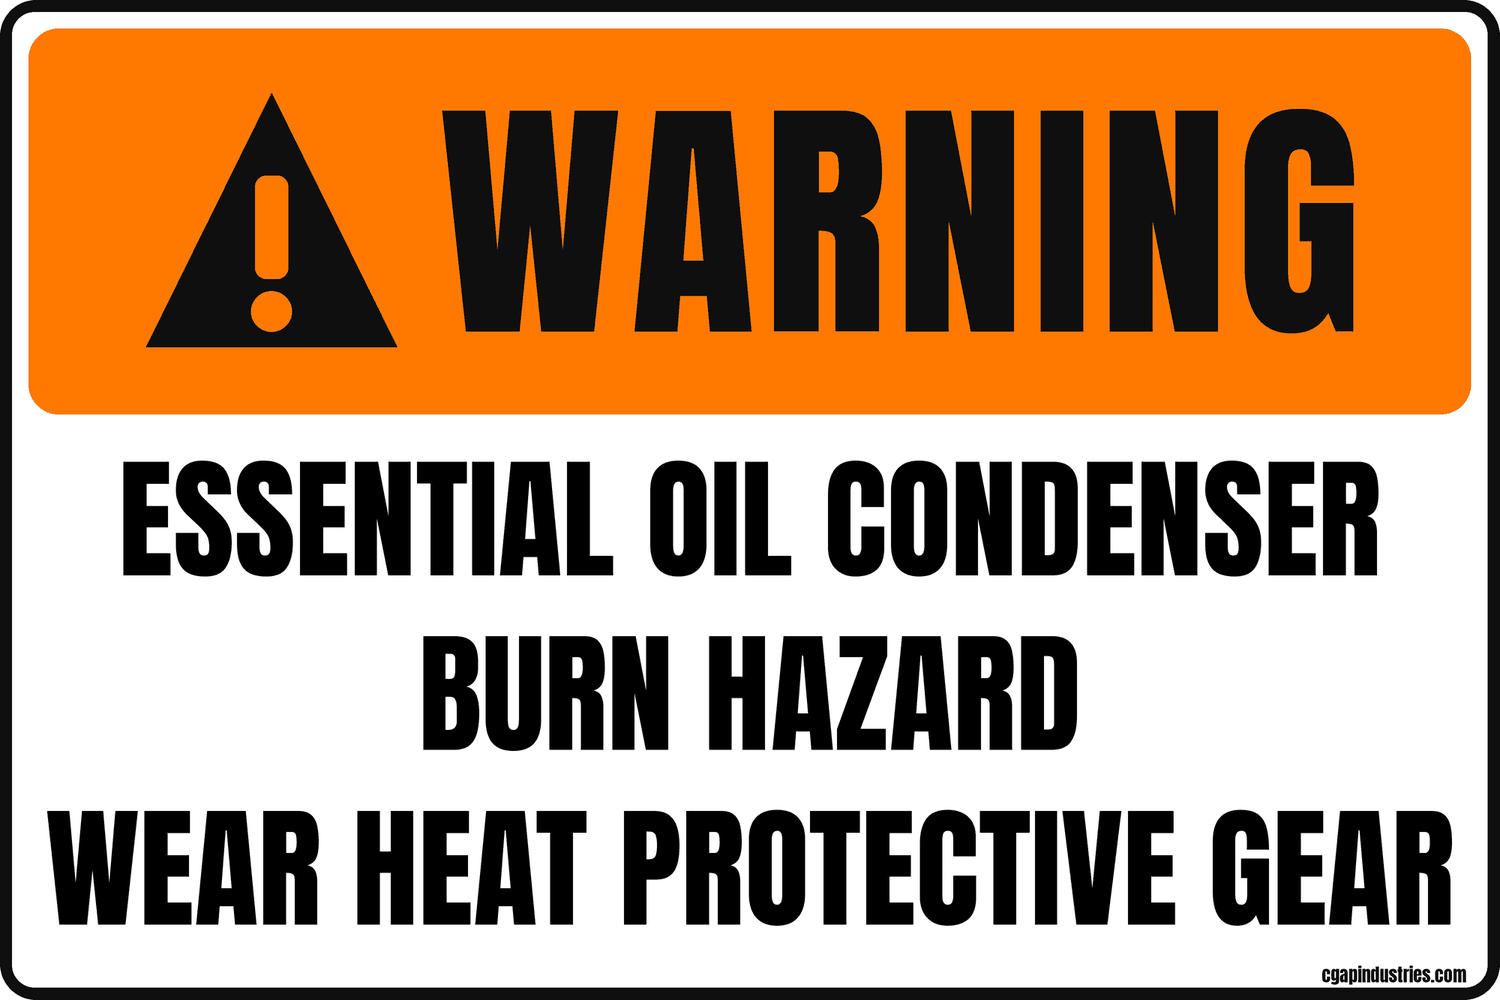 WARNING
ESSENTIAL OIL CONDENSER
BURN HAZARD
WEAR HEAT PROTECTIVE GEAR
cgapindustries.com